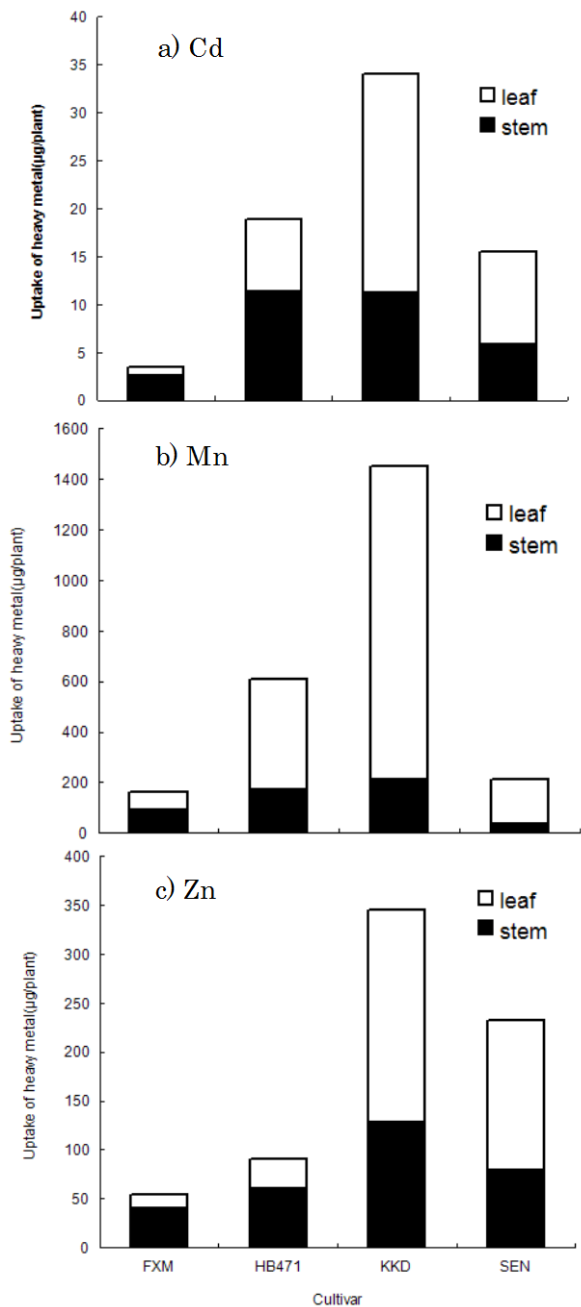 a) Cd
40
35
30
25
20
15
10
5
0
Uptake of heavy metal(µg/plant)
leaf
stem
b) Mn
1600
1400
1200
1000
800
600
400
200
0
Uptake of heavy metal(µg/plant)
leaf
stem
c) Zn
400
350
300
250
200
150
100
50
0
Uptake of heavy metal(µg/plant)
leaf
stem
FXM HB471 KKD SEN
Cultivar